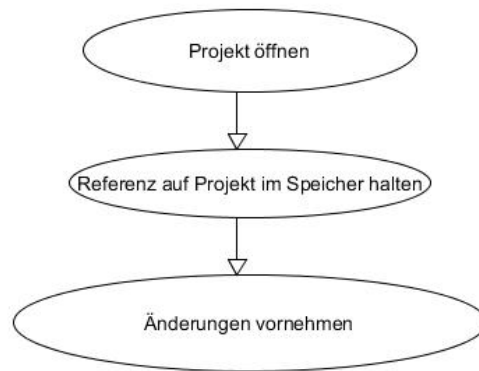 Projekt öffnen
Referenz auf Projekt im Speicher halten
Änderungen vornehmen